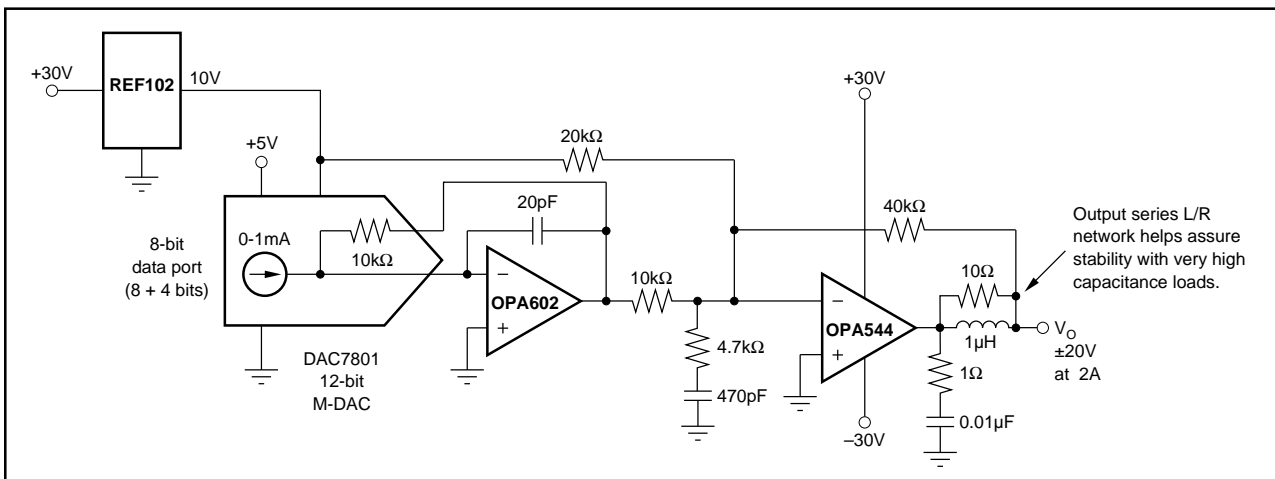 +30V
REF102
10V
+5V
8-bit
data port
(8 + 4 bits)
0-1mA
10kΩ
DAC7801
12-bit
M-DAC
20pF
–
+
OPA602
20kΩ
10kΩ
4.7kΩ
470pF
+30V
40kΩ
–
+
OPA544
–30V
10Ω
1µH
1Ω
0.01µF
Output series L/R
network helps assure
stability with very high
capacitance loads.
VO
±20V
at 2A